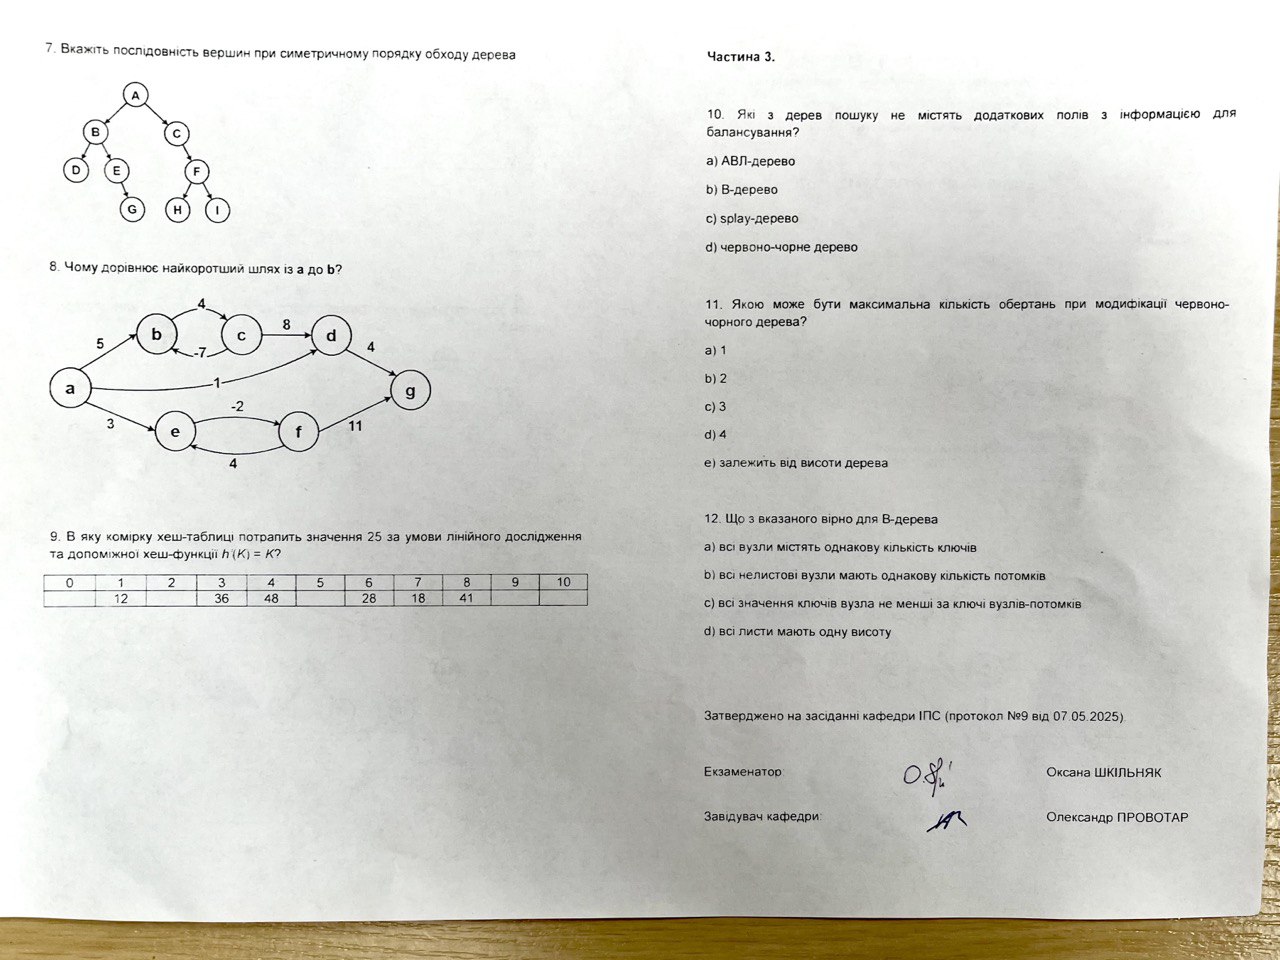 7. Вкажіть послідовність вершин при симетричному порядку обходу дерева
A
B
C
D
E
F
G
H
I
8. Чому дорівнює найкоротший шлях із a до b?
4
b
c
8
d
5
-7
4
a
1
g
-2
3
e
f
11
4
9. В яку комірку хеш-таблиці потрапить значення 25 за умови лінійного дослідження
та допоміжної хеш-функції h'(K) = K?
0 1 2 3 4 5 6 7 8 9 10
12 36 48 28 18 41
Частина 3.
10. Які з дерев пошуку не містять додаткових полів з інформацією для
балансування?
a) АВЛ-дерево
b) В-дерево
c) splay-дерево
d) червоно-чорне дерево
11. Якою може бути максимальна кількість обертань при модифікації червоно-
чорного дерева?
a) 1
b) 2
c) 3
d) 4
e) залежить від висоти дерева
12. Що з вказаного вірно для В-дерева
a) всі вузли містять однакову кількість ключів
b) всі нелистові вузли мають однакову кількість потомків
c) всі значення ключів вузла не менші за ключі вузлів-потомків
d) всі листи мають одну висоту
Затверджено на засіданні кафедри ІПС (протокол №9 від 07.05.2025)
Екзаменатор: Оксана ШКІЛЬНЯК
Завідувач кафедри: Олександр ПРОВОТАР